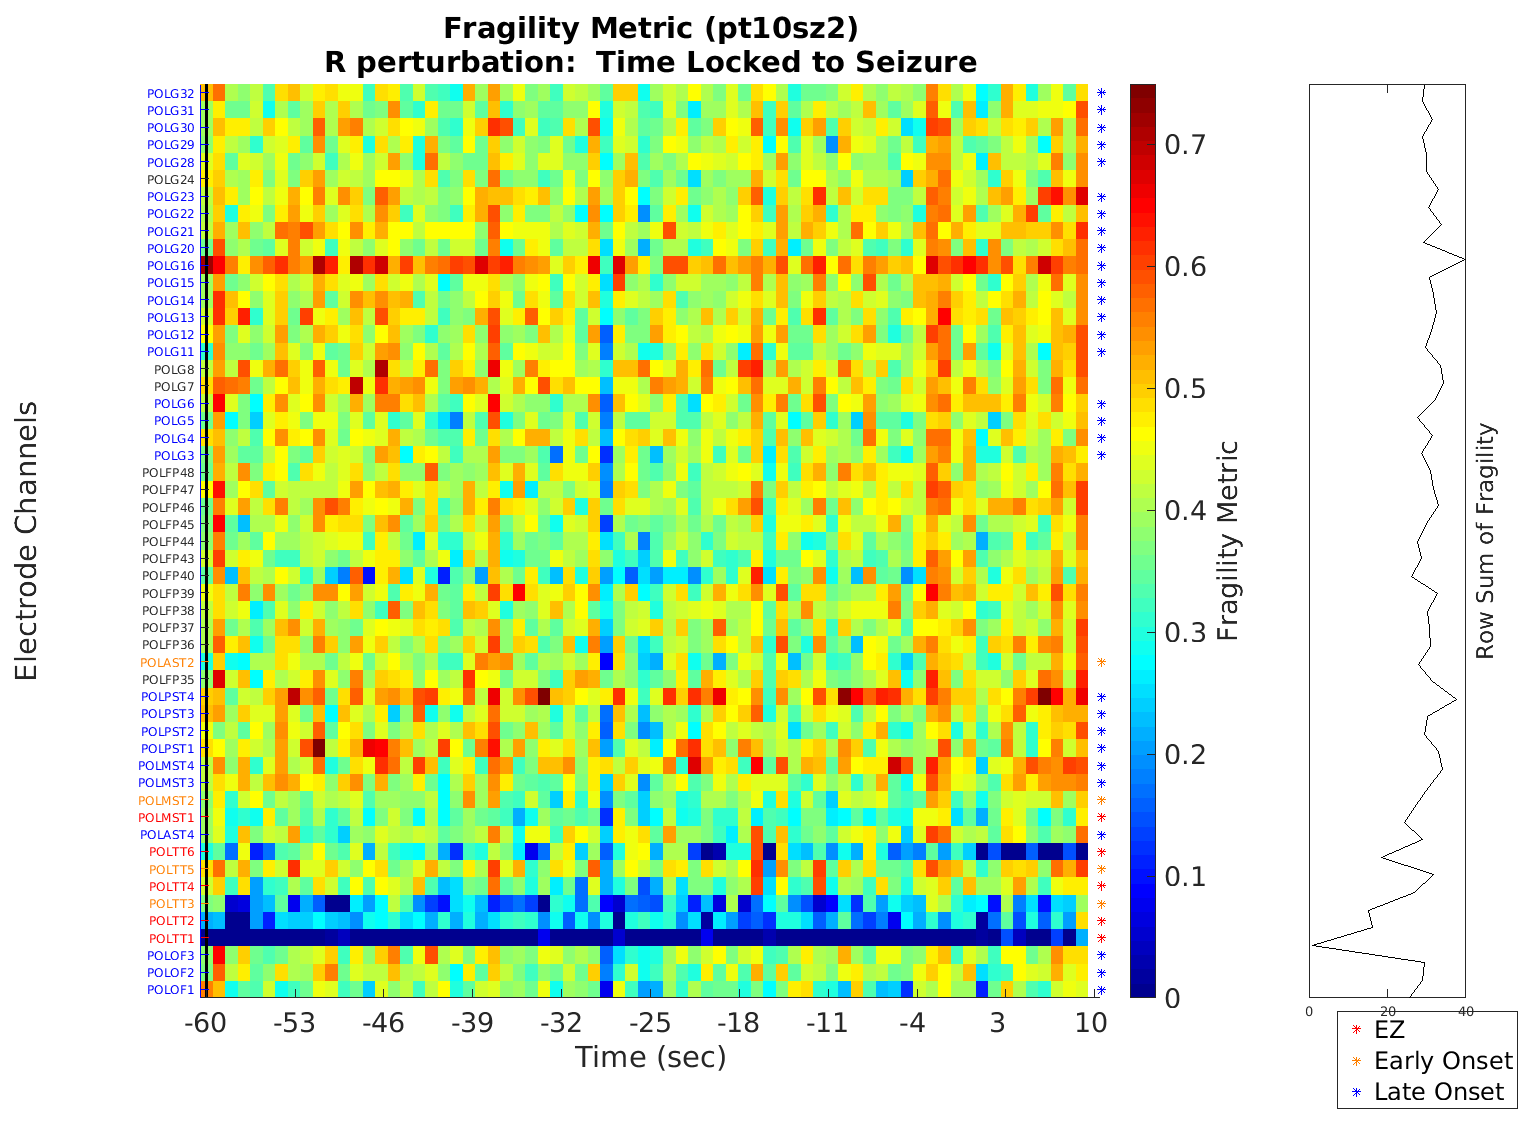 Fragility Metric (pt10sz2)
R perturbation:  Time Locked to Seizure
Electrode Channels
POLG32
POLG31
POLG30
POLG29
POLG28
POLG24
POLG23
POLG22
POLG21
POLG20
POLG16
POLG15
POLG14
POLG13
POLG12
POLG11
POLG8
POLG7
POLG6
POLG5
POLG4
POLG3
POLFP48
POLFP47
POLFP46
POLFP45
POLFP44
POLFP43
POLFP40
POLFP39
POLFP38
POLFP37
POLFP36
POLAST2
POLFP35
POLPST4
POLPST3
POLPST2
POLPST1
POLMST4
POLMST3
POLMST2
POLMST1
POLAST4
POLTT6
POLTT5
POLTT4
POLTT3
POLTT2
POLTT1
POLOF3
POLOF2
POLOF1
-60 -53 -46 -39 -32 -25 -18 -11 -4 3 10
Time (sec)
0.7
0.6
0.5
0.4
0.3
0.2
0.1
0
Fragility Metric
0 20 40
Row Sum of Fragility
EZ
Early Onset
Late Onset